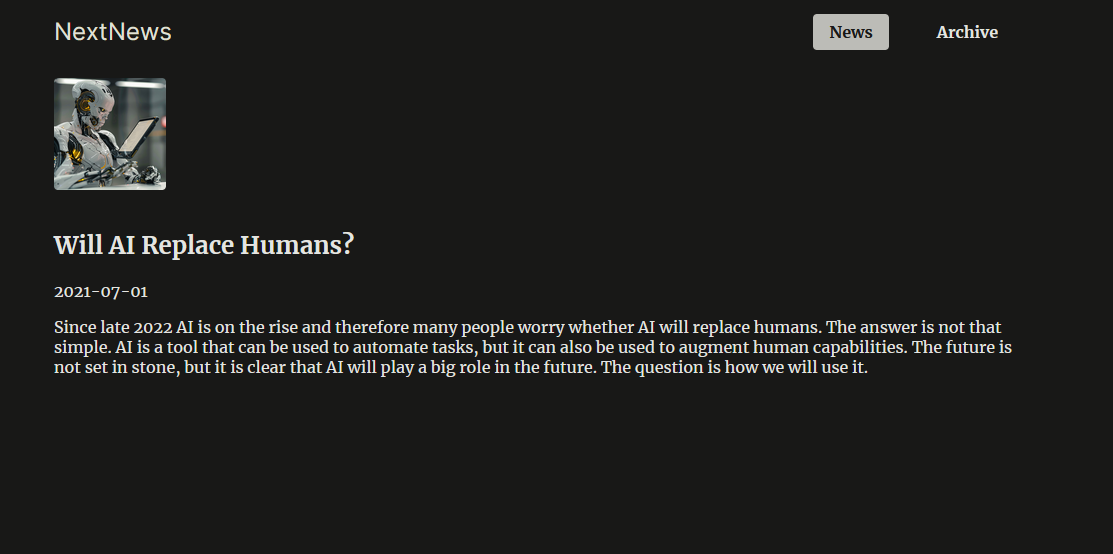 NextNews
News
Archive
Will AI Replace Humans?
2021-07-01
Since late 2022 AI is on the rise and therefore many people worry whether AI will replace humans. The answer is not that
simple. AI is a tool that can be used to automate tasks, but it can also be used to augment human capabilities. The future is
not set in stone, but it is clear that AI will play a big role in the future. The question is how we will use it.